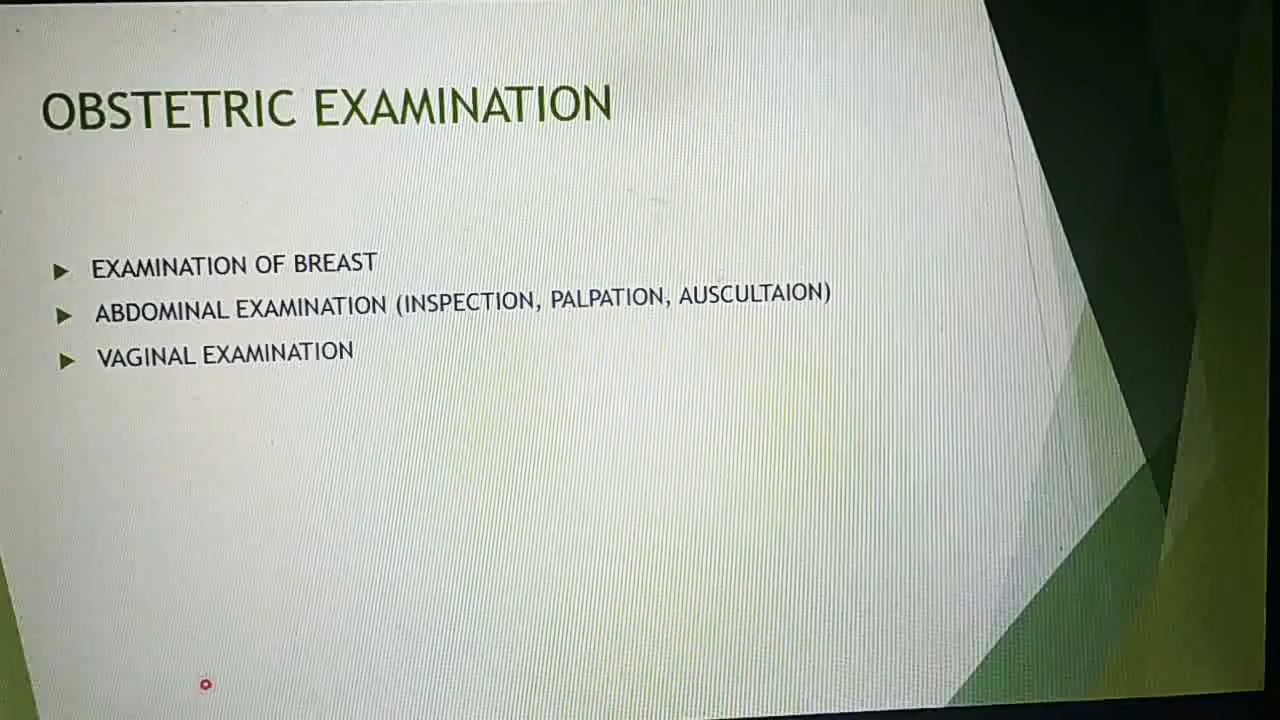 OBSTETRIC EXAMINATION
EXAMINATION OF BREAST
ABDOMINAL EXAMINATION (INSPECTION, PALPATION, AUSCULTAION)
VAGINAL EXAMINATION